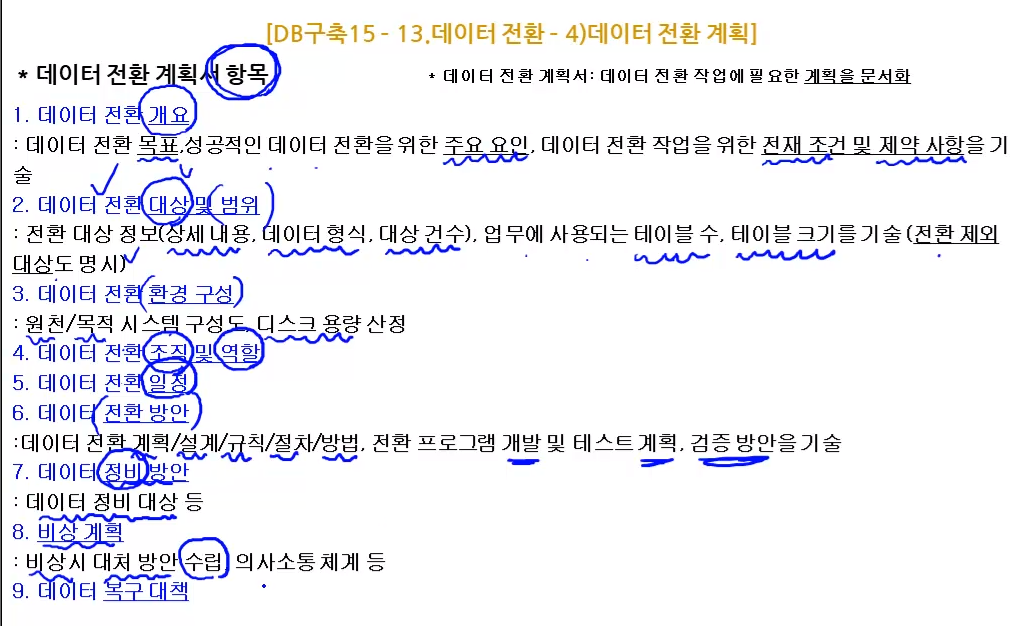 [DB구축15 - 13.데이터 전환 - 4)데이터 전환 계획]
* 데이터 전환 계획서 항목
* 데이터 전환 계획서: 데이터 전환 작업에 필요한 계획을 문서화
1. 데이터 전환 개요
: 데이터 전환 목표,성공적인 데이터 전환을 위한 주요 요인, 데이터 전환 작업을 위한 전재 조건 및 제약 사항을 기
술
2. 데이터 전환 대상 및 범위
: 전환 대상 정보(상세 내용, 데이터 형식, 대상 건수), 업무에 사용되는 테이블 수, 테이블 크기를 기술 (전환 제외
대상도 명시)
3. 데이터 전환 환경 구성
: 원천/목적 시스템 구성도, 디스크 용량 산정
4. 데이터 전환 조직 및 역할
5. 데이터 전환 일정
6. 데이터 전환 방안
:데이터 전환 계획/설계/규칙/절차/방법, 전환 프로그램 개발 및 테스트 계획, 검증 방안을 기술
7. 데이터 정비 방안
: 데이터 정비 대상 등
8. 비상 계획
: 비상시 대처 방안 수립, 의사소통 체계 등
9. 데이터 복구 대책